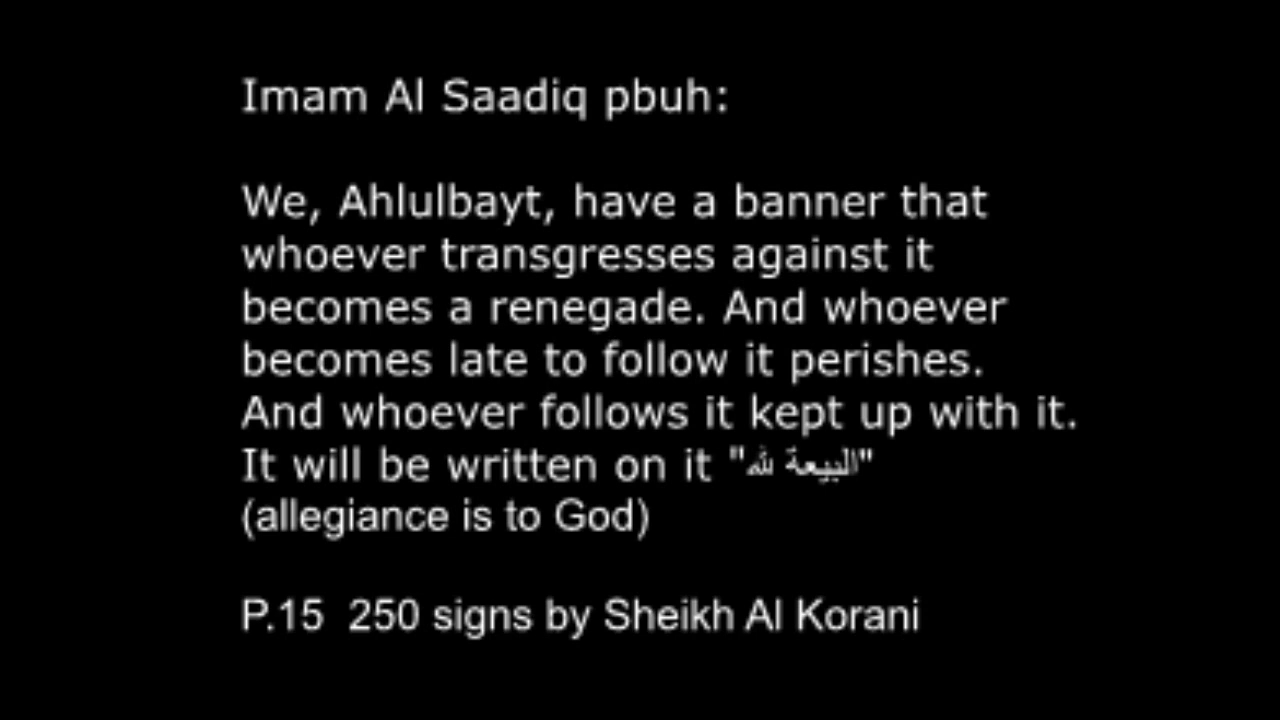 Imam Al Saadiq pbuh:
We, Ahlulbayt, have a banner that
whoever transgresses against it
becomes a renegade. And whoever
becomes late to follow it perishes.
And whoever follows it kept up with it.
It will be written on it "البيعة لله"
(allegiance is to God)
P.15 250 signs by Sheikh Al Korani